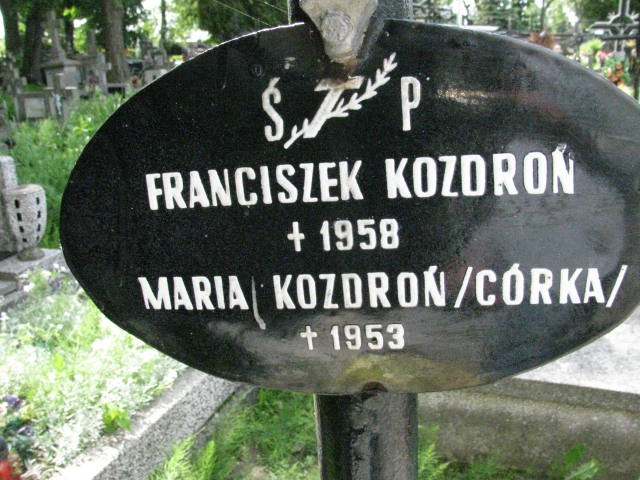 Ś P
FRANCISZEK KOZDROŃ
† 1958
MARIA KOZDROŃ /CÓRKA/
† 1953